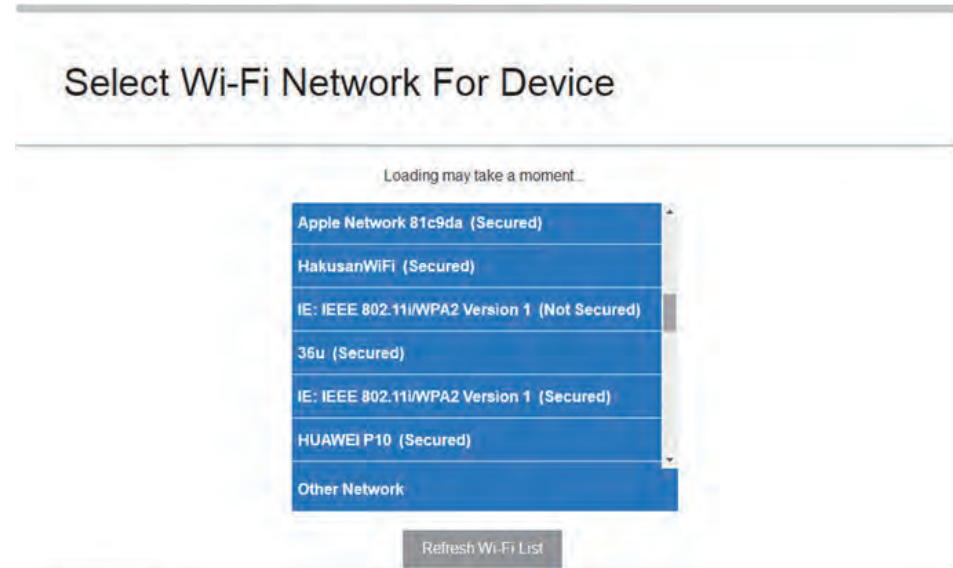 Select Wi-Fi Network For Device
Loading may take a moment...
Apple Network 81c9da (Secured)
HakusanWiFi (Secured)
IE: IEEE 802.11i/WPA2 Version 1 (Not Secured)
36u (Secured)
IE: IEEE 802.11i/WPA2 Version 1 (Secured)
HUAWEI P10 (Secured)
Other Network
Refresh Wi-Fi List